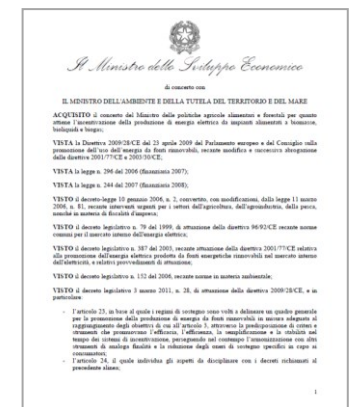 Il Ministro dello Sviluppo Economico
di concerto con
IL MINISTRO DELL'AMBIENTE E DELLA TUTELA DEL TERRITORIO E DEL MARE
ACQUISITO il concerto del Ministro delle politiche agricole alimentari e forestali per quanto
attiene l'incentivazione della produzione di energia elettrica da impianti alimentati a biomasse,
bioliquidi e biogas;
VISTA la Direttiva 2009/28/CE del 23 aprile 2009 del Parlamento europeo e del Consiglio sulla
promozione dell'uso dell'energia da fonti rinnovabili, recante modifica e successiva abrogazione
delle direttive 2001/77/CE e 2003/30/CE;
VISTA la legge n. 296 del 2006 (finanziaria 2007);
VISTA la legge n. 244 del 2007 (finanziaria 2008);
VISTO il decreto-legge 10 gennaio 2006, n. 2, convertito, con modificazioni, dalla legge 11 marzo
2006, n. 81, recante interventi urgenti per i settori dell'agricoltura, dell'agroindustria, della pesca,
nonché in materia di fiscalità d'impresa;
VISTO il decreto legislativo n. 79 del 1999, di attuazione della direttiva 96/92/CE recante norme
comuni per il mercato interno dell'energia elettrica;
VISTO il decreto legislativo n. 387 del 2003, recante attuazione della direttiva 2001/77/CE relativa
alla promozione dell'energia elettrica prodotta da fonti energetiche rinnovabili nel mercato interno
dell'elettricità, e relativi provvedimenti di attuazione;
VISTO il decreto legislativo n. 152 del 2006, recante norme in materia ambientale;
VISTO il decreto legislativo 3 marzo 2011, n. 28, di attuazione della direttiva 2009/28/CE, e in
particolare
- l'articolo 23, in base al quale i regimi di sostegno sono volti a delineare un quadro generale
per la promozione della produzione di energia da fonti rinnovabili in misura adeguata al
raggiungimento degli obiettivi di cui all'articolo 3, attraverso la predisposizione di criteri e
strumenti che promuovano l'efficacia, l'efficienza, la semplificazione e la stabilità nel
tempo dei sistemi di incentivazione, perseguendo nel contempo l'armonizzazione con altri
strumenti di analoga finalità e la riduzione degli oneri di sostegno specifici in capo ai
consumatori;
- l'articolo 24, il quale individua gli aspetti da disciplinare con i decreti richiamati al
precedente alinea;
1